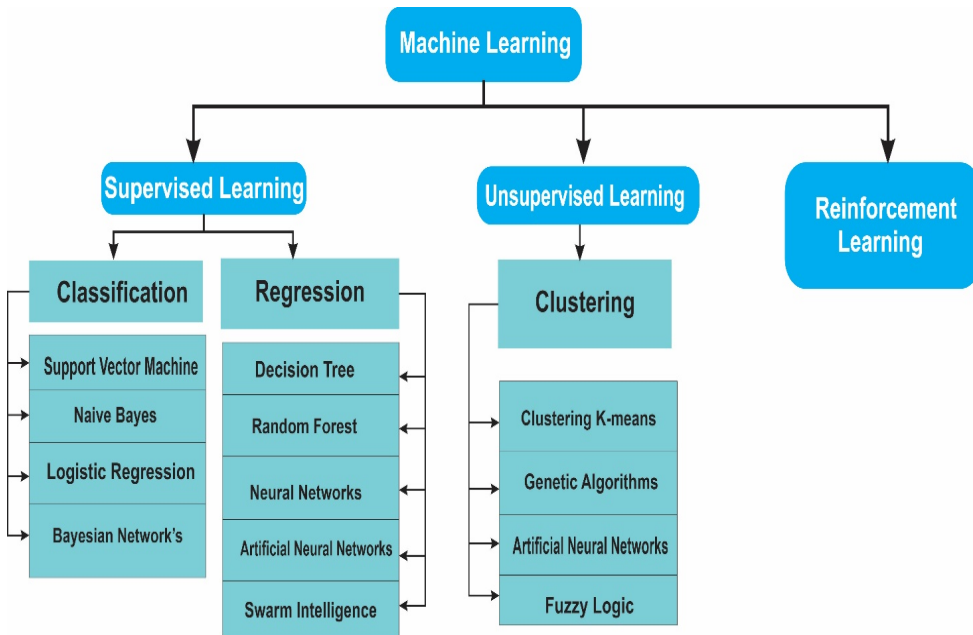 Machine Learning
Supervised Learning
Unsupervised Learning
Reinforcement
Learning
Classification
Support Vector Machine
Naive Bayes
Logistic Regression
Bayesian Network's
Regression
Decision Tree
Random Forest
Neural Networks
Artificial Neural Networks
Swarm Intelligence
Clustering
Clustering K-means
Genetic Algorithms
Artificial Neural Networks
Fuzzy Logic